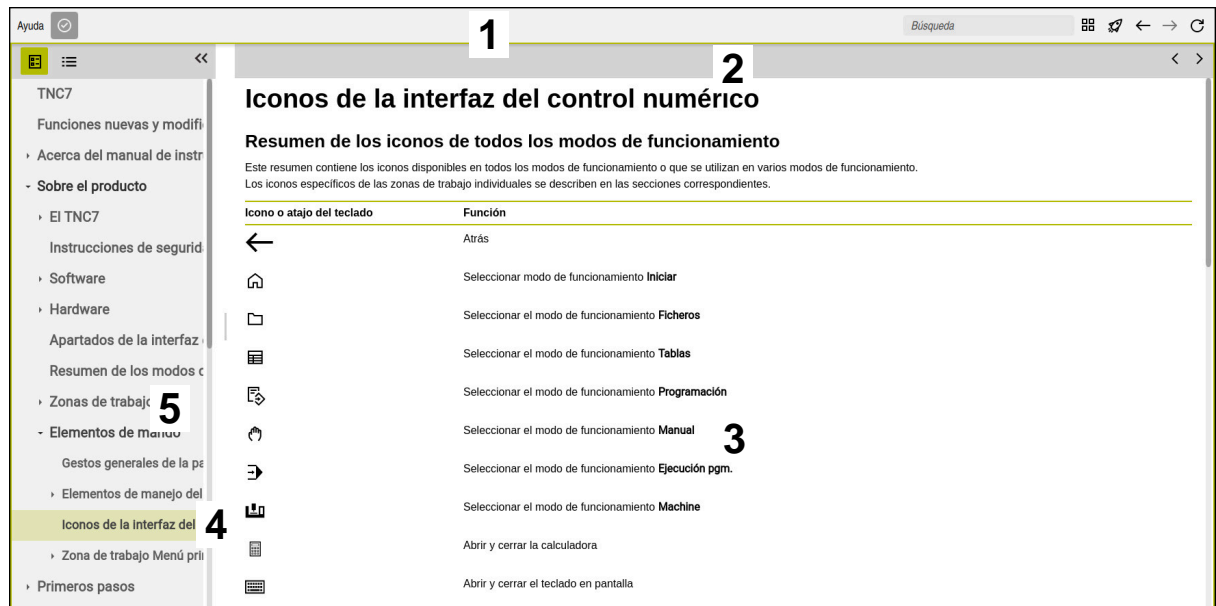 Ayuda
1
Búsqueda
2
TNC7
Funciones nuevas y modifi
Acerca del manual de instr
Sobre el producto
El TNC7
Instrucciones de segurid
Software
Hardware
Apartados de la interfaz
Resumen de los modos
Zonas de trabajo
5
Elementos de mando
Gestos generales de la pa
Elementos de manejo del
Iconos de la interfaz del
4
Zona de trabajo Menú pri
Primeros pasos
Iconos de la interfaz del control numérico
Resumen de los iconos de todos los modos de funcionamiento
Este resumen contiene los iconos disponibles en todos los modos de funcionamiento o que se utilizan en varios modos de funcionamiento.
Los iconos específicos de las zonas de trabajo individuales se describen en las secciones correspondientes.
Icono o atajo del teclado Función
Atrás
Seleccionar modo de funcionamiento Iniciar
Seleccionar el modo de funcionamiento Ficheros
Seleccionar el modo de funcionamiento Tablas
Seleccionar el modo de funcionamiento Programación
Seleccionar el modo de funcionamiento Manual
3
Seleccionar el modo de funcionamiento Ejecución pgm.
Seleccionar el modo de funcionamiento Machine
Abrir y cerrar la calculadora
Abrir y cerrar el teclado en pantalla